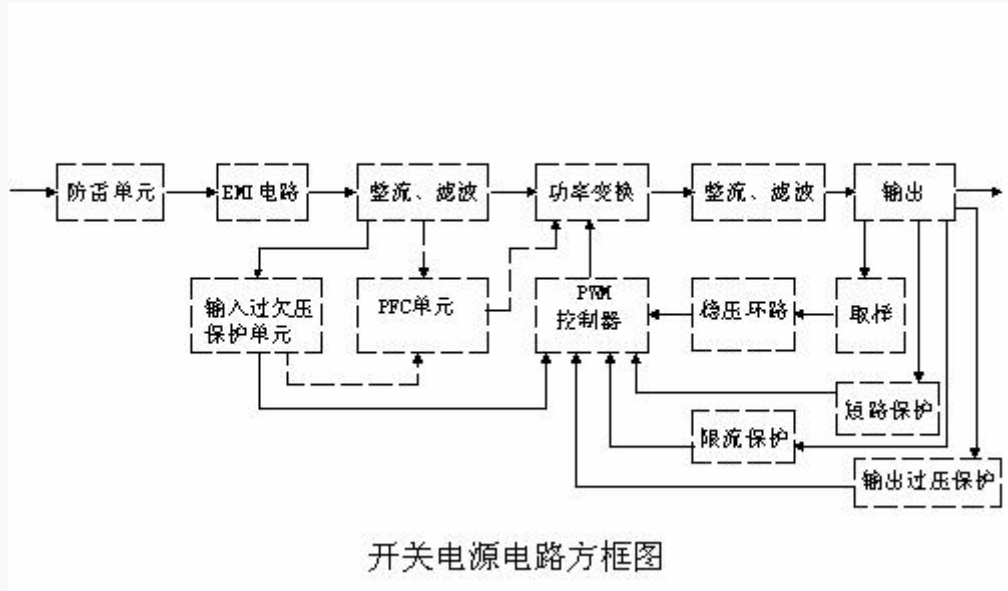 防雷单元
EMI电路
整流、滤波
功率变换
整流、滤波
输出
输入过欠压
保护单元
PFC单元
PWM
控制器
稳压环路
取样
短路保护
限流保护
输出过压保护
开关电源电路方框图